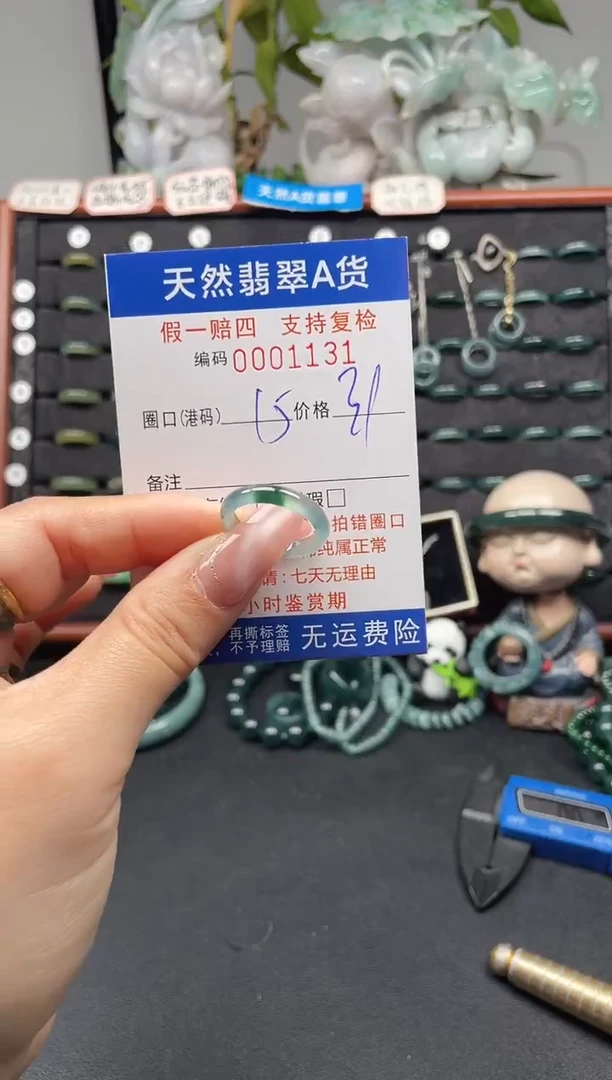 天然A货翡翠
天然翡翠A货
假一赔四 支持复检
编码 0001131
圈口(港码) 15 价格 31
备注
瑕□
拍错圈口
纯属正常
情:七天无理由
小时鉴赏期
再撕标签
,不予理赔 无运费险